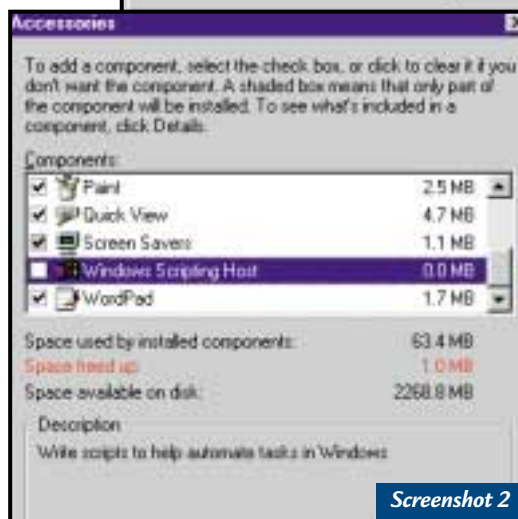 Accessories
To add a component, select the check box, or click to clear it if you
don't want the component. A shaded box means that only part of
the component will be installed. To see what's included in a
component, click Details.
Components:
Paint 2.5 MB
Quick View 4.7 MB
Screen Savers 1.1 MB
Windows Scripting Host 0.0 MB
WordPad 1.7 MB
Space used by installed components: 63.4 MB
Space freed up: 1.0 MB
Space available on disk: 2268.8 MB
Description
Write scripts to help automate tasks in Windows
Screenshot 2